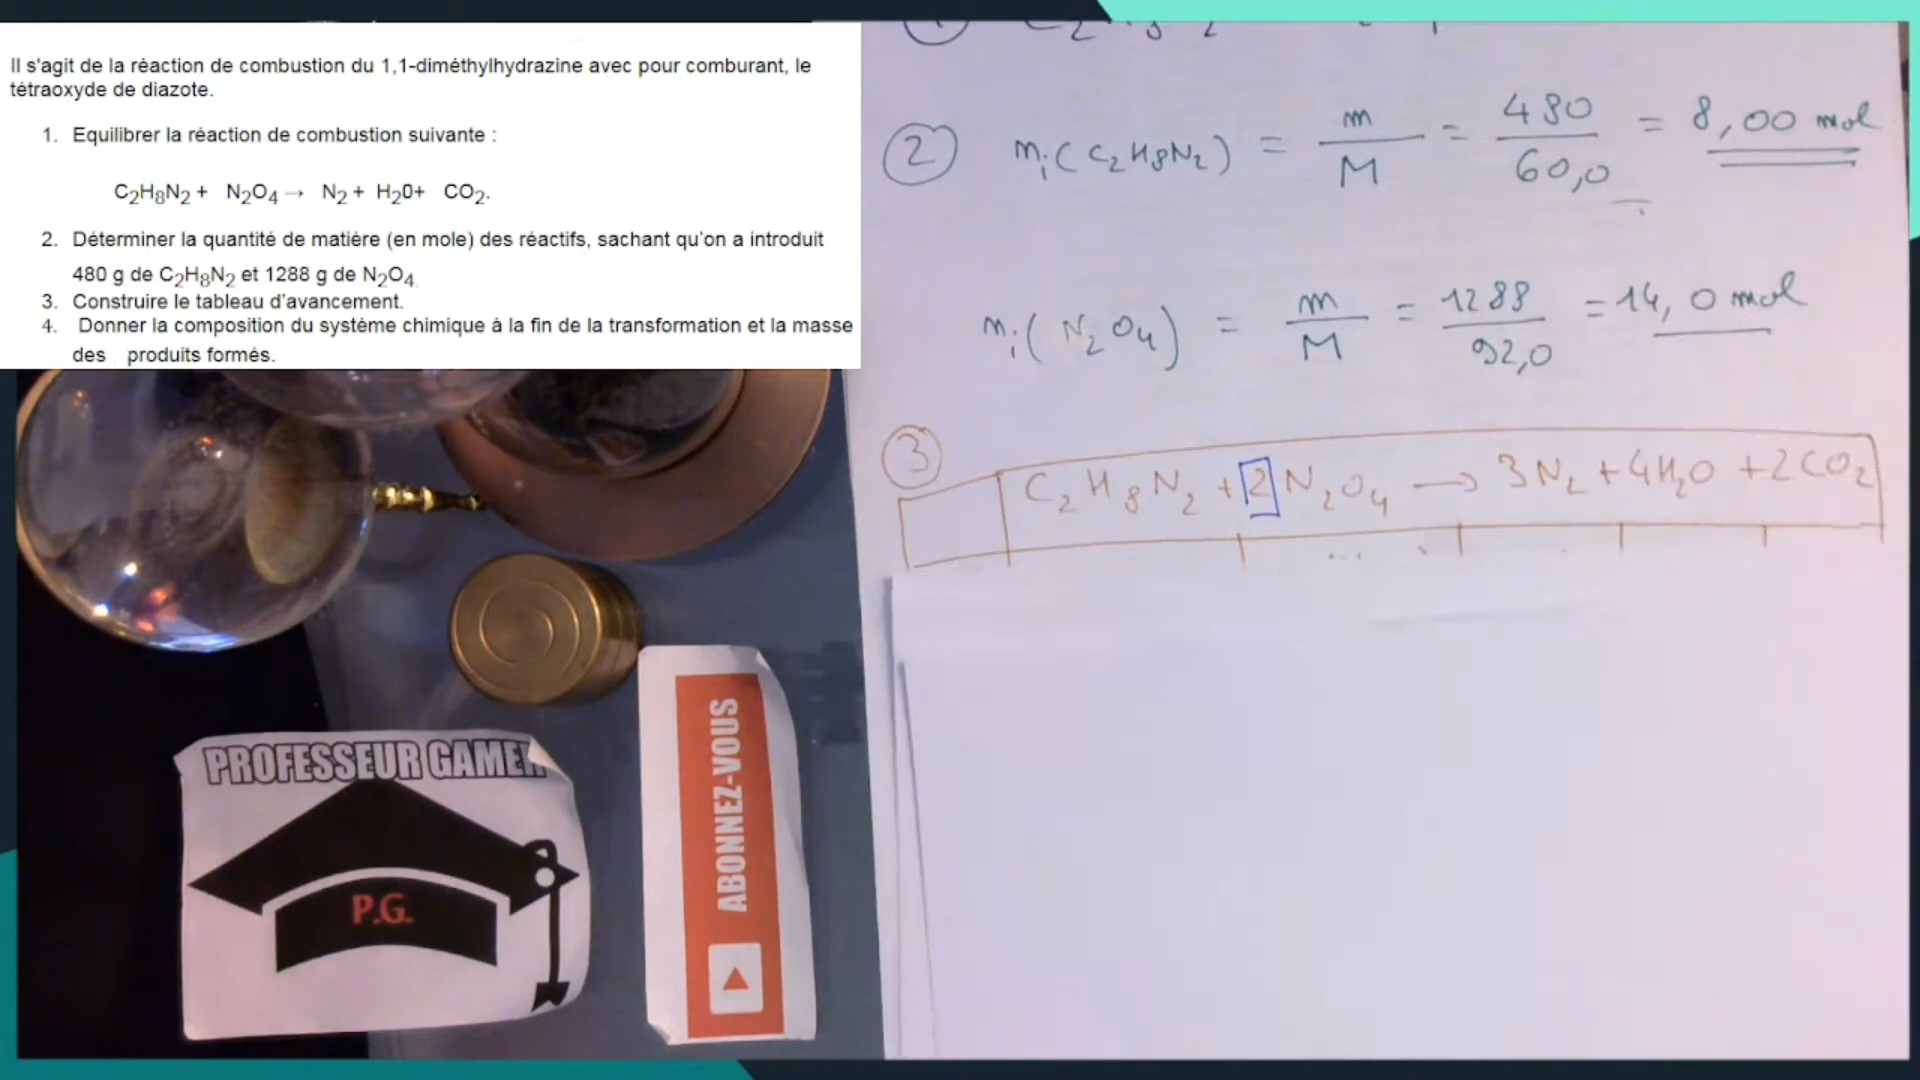 Il s'agit de la réaction de combustion du 1,1-diméthylhydrazine avec pour comburant, le
tétraoxyde de diazote.
1. Equilibrer la réaction de combustion suivante :
C₂H₈N₂ + N₂O₄ → N₂ + H₂0+ CO₂.
2. Déterminer la quantité de matière (en mole) des réactifs, sachant qu'on a introduit
480 g de C₂H₈N₂ et 1288 g de N₂O₄.
3. Construire le tableau d'avancement.
4. Donner la composition du système chimique à la fin de la transformation et la masse
des produits formés.
② nᵢ(C₂H₈N₂) = m/M = 480/60,0 = 8,00 mol
nᵢ(N₂O₄) = m/M = 1288/92,0 = 14,0 mol
③
C₂H₈N₂ + 2 N₂O₄ → 3N₂ + 4H₂O + 2CO₂
PROFESSEUR GAMER
P.G.
ABONNEZ-VOUS